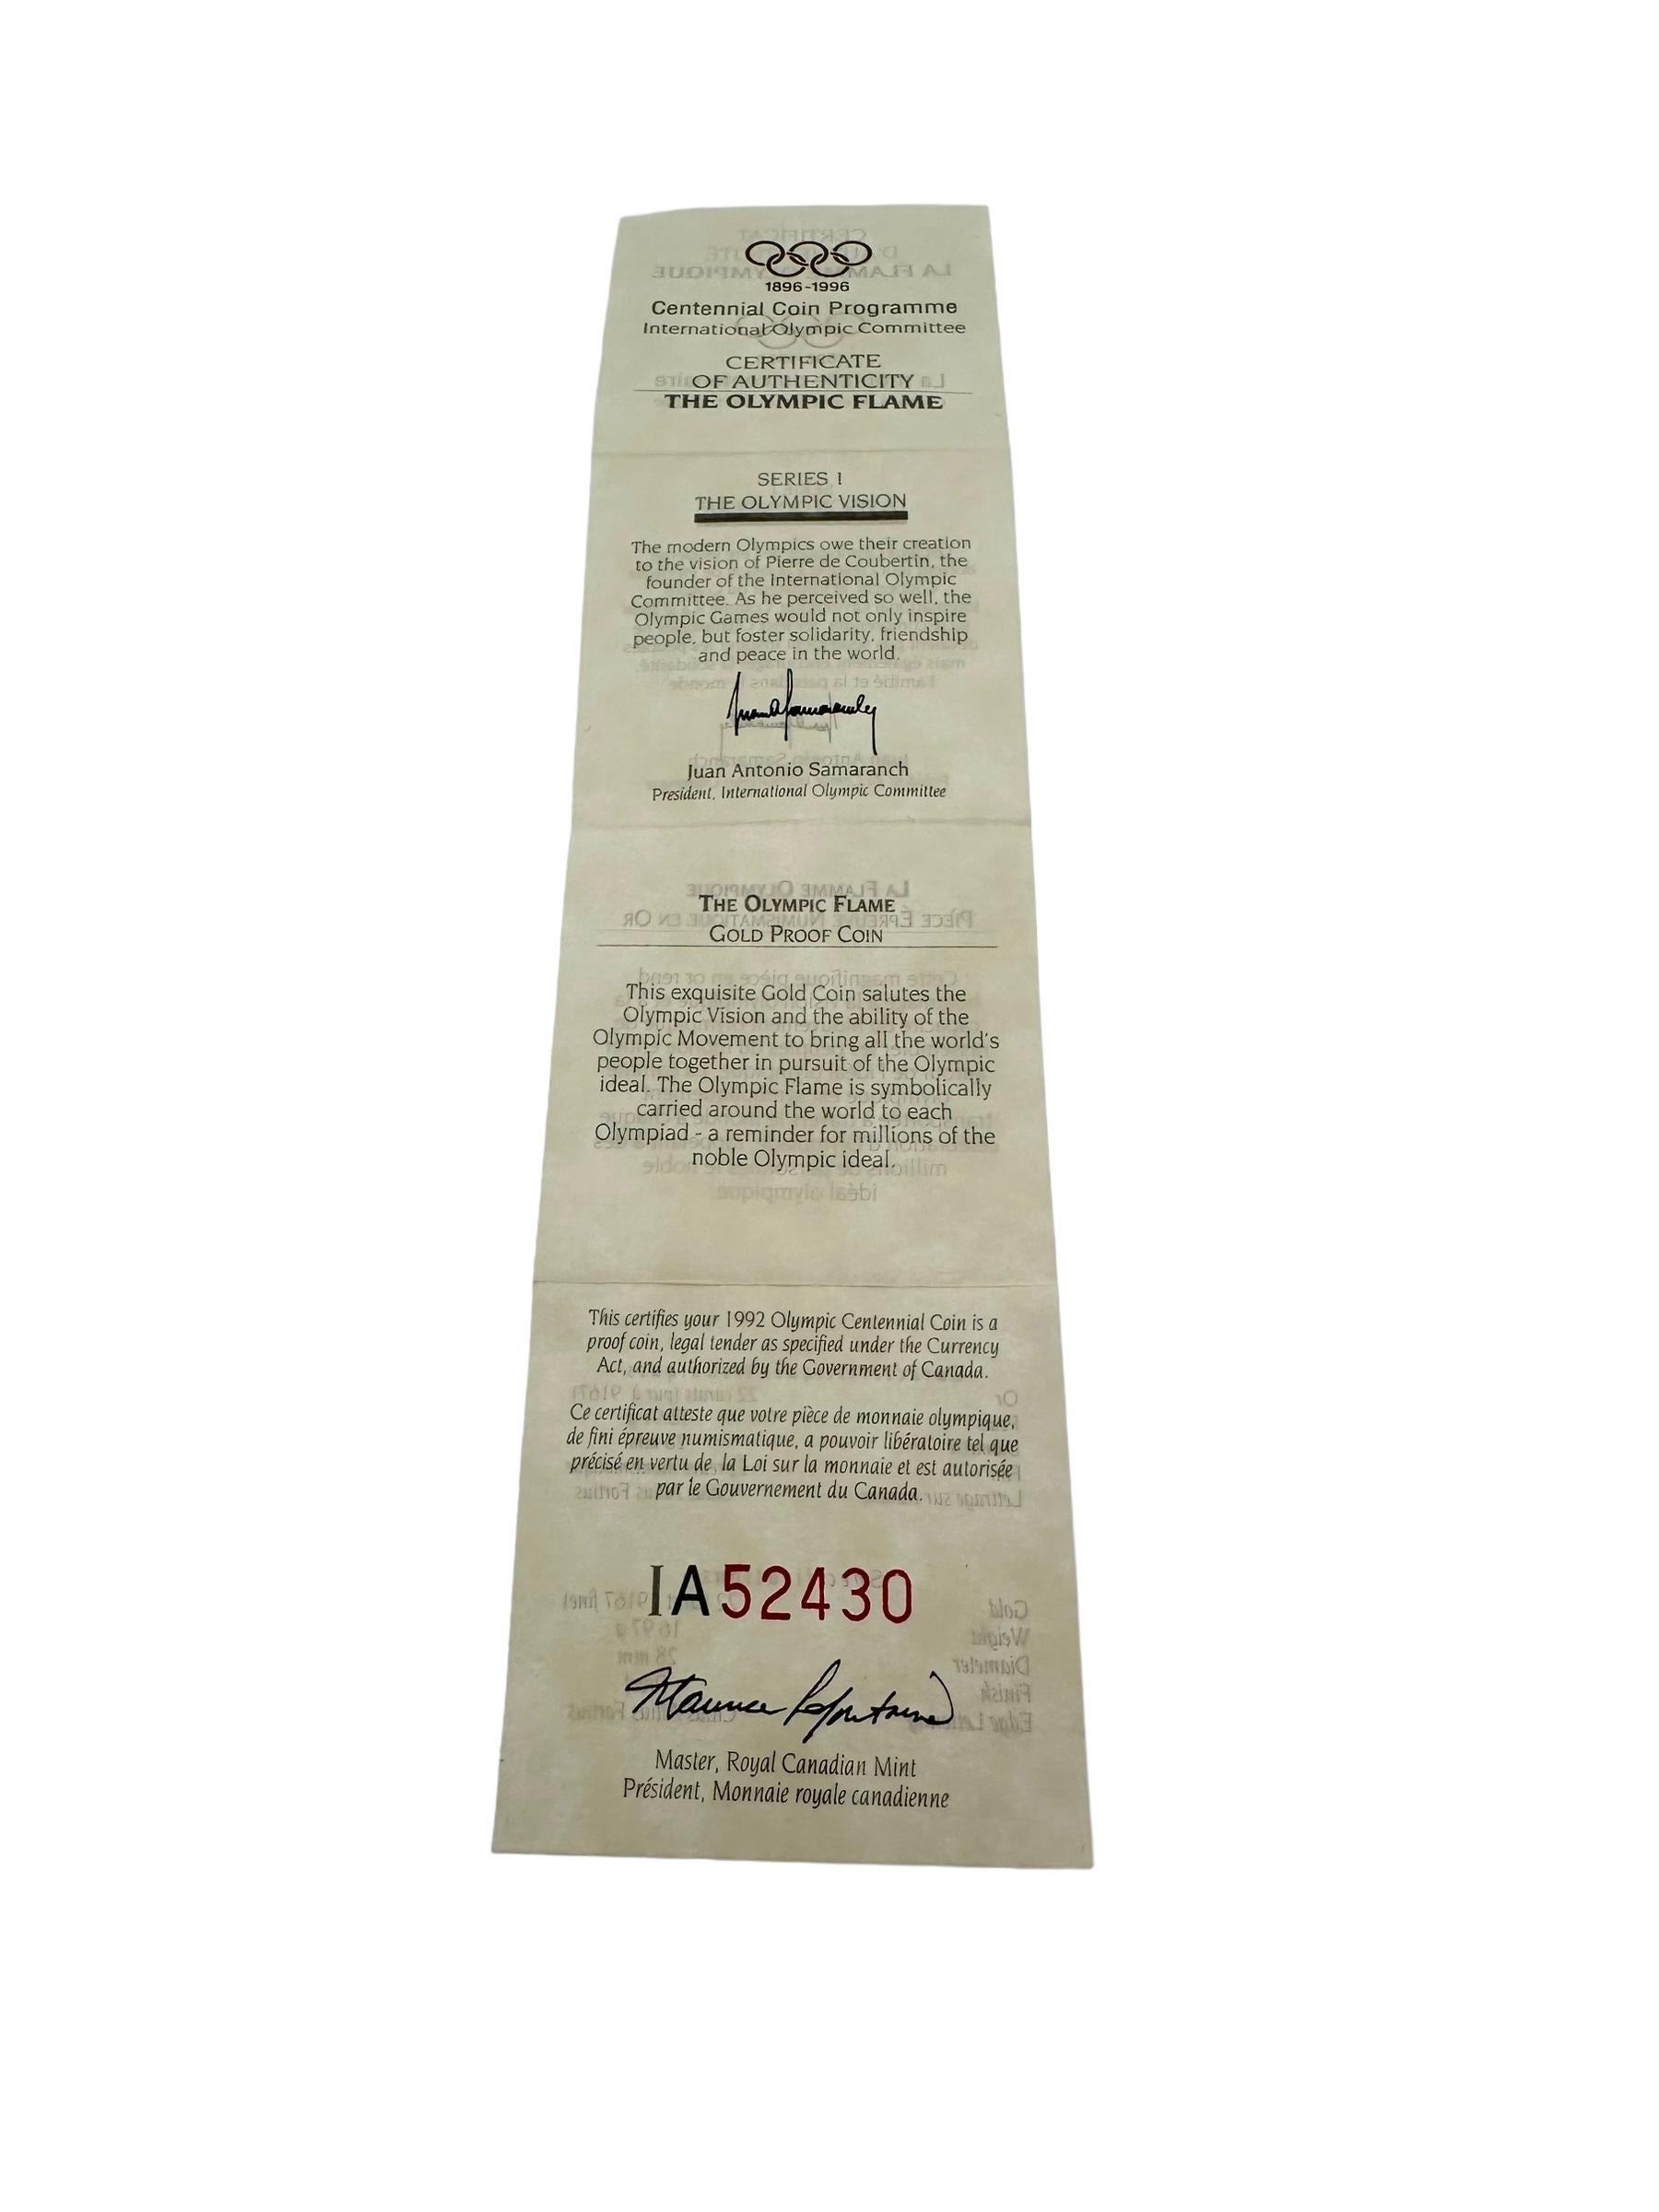 1896-1996
Centennial Coin Programme
International Olympic Committee
CERTIFICATE
OF AUTHENTICITY
THE OLYMPIC FLAME
SERIES I
THE OLYMPIC VISION
The modern Olympics owe their creation
to the vision of Pierre de Coubertin, the
founder of the International Olympic
Committee. As he perceived so well, the
Olympic Games would not only inspire
people, but foster solidarity, friendship
and peace in the world.
Juan Antonio Samaranch
President, International Olympic Committee
THE OLYMPIC FLAME
GOLD PROOF COIN
This exquisite Gold Coin salutes the
Olympic Vision and the ability of the
Olympic Movement to bring all the world's
people together in pursuit of the Olympic
ideal. The Olympic Flame is symbolically
carried around the world to each
Olympiad - a reminder for millions of the
noble Olympic ideal.
This certifies your 1992 Olympic Centennial Coin is a
proof coin, legal tender as specified under the Currency
Act, and authorized by the Government of Canada.
Ce certificat atteste que votre pièce de monnaie olympique,
de fini épreuve numismatique, a pouvoir libératoire tel que
précisé en vertu de la Loi sur la monnaie et est autorisée
par le Gouvernement du Canada.
IA52430
Master, Royal Canadian Mint
Président, Monnaie royale canadienne